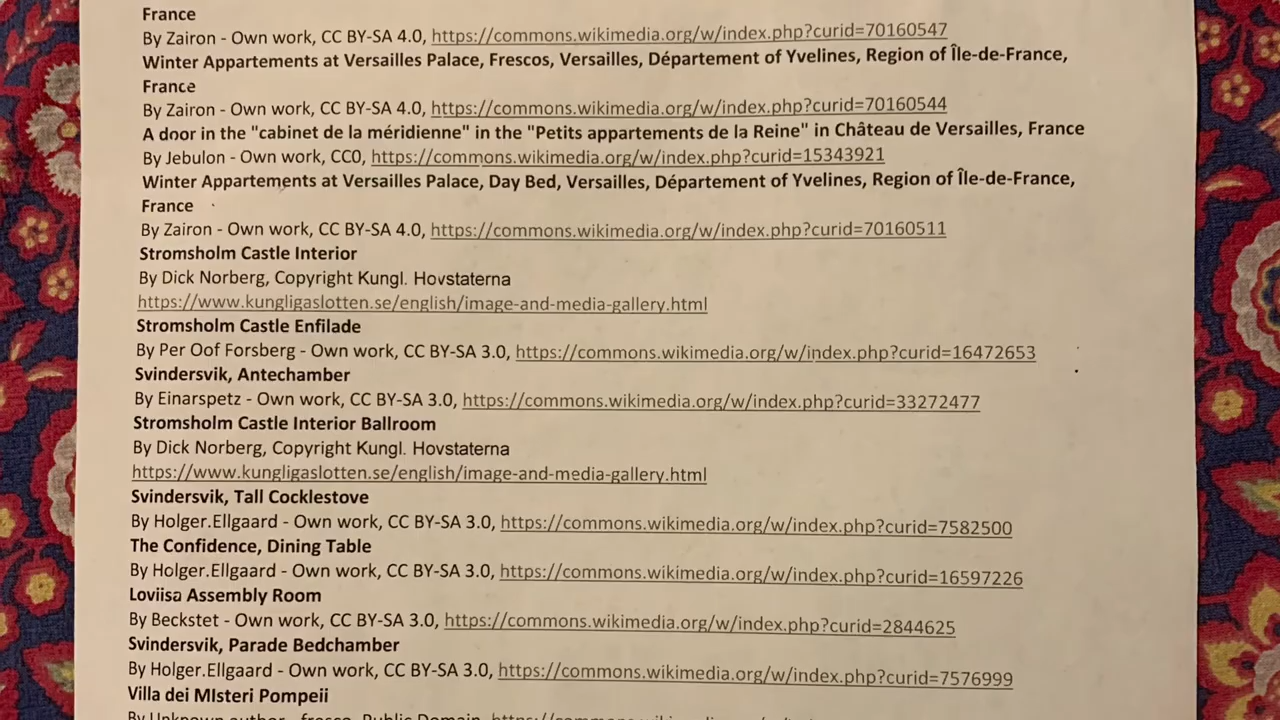 France
By Zairon - Own work, CC BY-SA 4.0, https://commons.wikimedia.org/w/index.php?curid=70160547
Winter Appartements at Versailles Palace, Frescos, Versailles, Département of Yvelines, Region of Île-de-France,
France
By Zairon - Own work, CC BY-SA 4.0, https://commons.wikimedia.org/w/index.php?curid=70160544
A door in the "cabinet de la méridienne" in the "Petits appartements de la Reine" in Château de Versailles, France
By Jebulon - Own work, CC0, https://commons.wikimedia.org/w/index.php?curid=15343921
Winter Appartements at Versailles Palace, Day Bed, Versailles, Département of Yvelines, Region of Île-de-France,
France
By Zairon - Own work, CC BY-SA 4.0, https://commons.wikimedia.org/w/index.php?curid=70160511
Stromsholm Castle Interior
By Dick Norberg, Copyright Kungl. Hovstaterna
https://www.kungligaslotten.se/english/image-and-media-gallery.html
Stromsholm Castle Enfilade
By Per Oof Forsberg - Own work, CC BY-SA 3.0, https://commons.wikimedia.org/w/index.php?curid=16472653
Svindersvik, Antechamber
By Einarspetz - Own work, CC BY-SA 3.0, https://commons.wikimedia.org/w/index.php?curid=33272477
Stromsholm Castle Interior Ballroom
By Dick Norberg, Copyright Kungl. Hovstaterna
https://www.kungligaslotten.se/english/image-and-media-gallery.html
Svindersvik, Tall Cocklestove
By Holger.Ellgaard - Own work, CC BY-SA 3.0, https://commons.wikimedia.org/w/index.php?curid=7582500
The Confidence, Dining Table
By Holger.Ellgaard - Own work, CC BY-SA 3.0, https://commons.wikimedia.org/w/index.php?curid=16597226
Loviisa Assembly Room
By Beckstet - Own work, CC BY-SA 3.0, https://commons.wikimedia.org/w/index.php?curid=2844625
Svindersvik, Parade Bedchamber
By Holger.Ellgaard - Own work, CC BY-SA 3.0, https://commons.wikimedia.org/w/index.php?curid=7576999
Villa dei MIsteri Pompeii
By Unknown author - fresco, Public Domain,